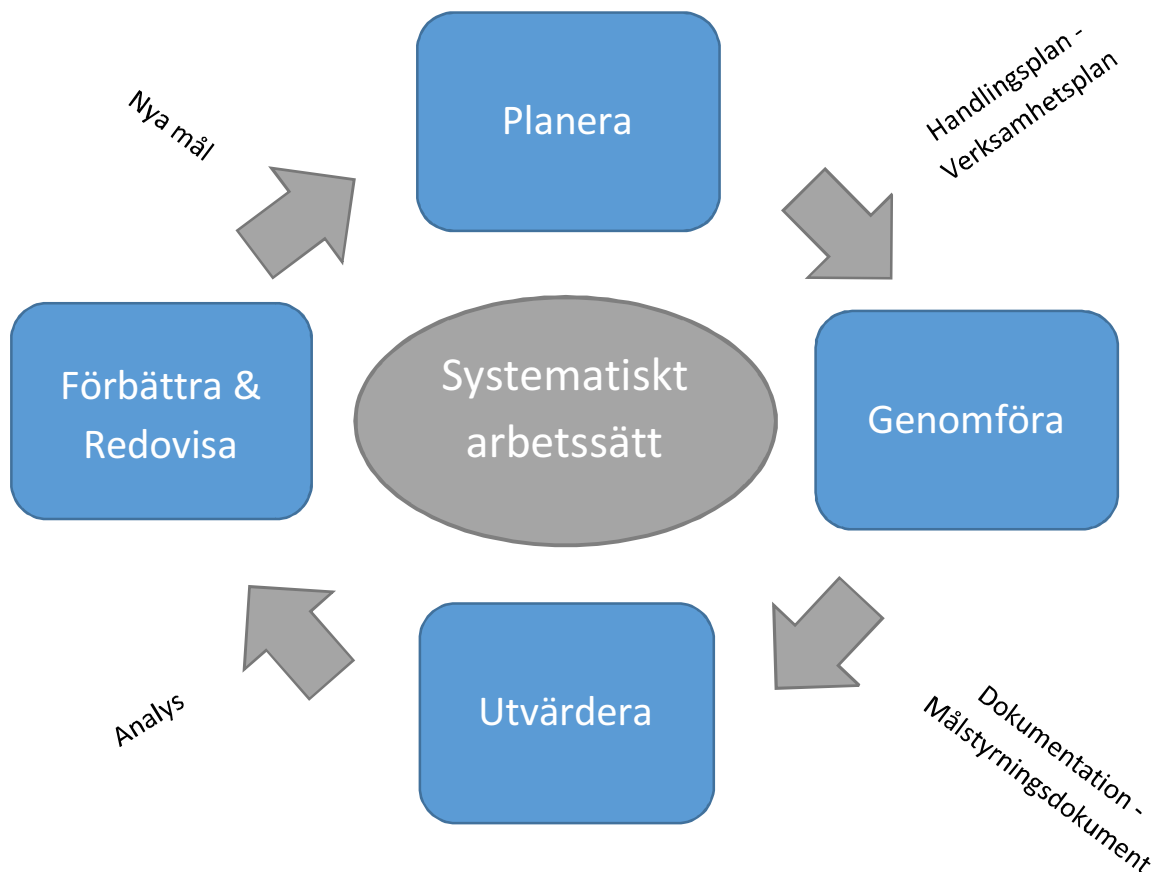 Planera
Handlingsplan -
Verksamhetsplan
Nya mål
Förbättra &
Redovisa
Systematiskt
arbetssätt
Genomföra
Utvärdera
Analys
Dokumentation -
Målstyrningsdokument